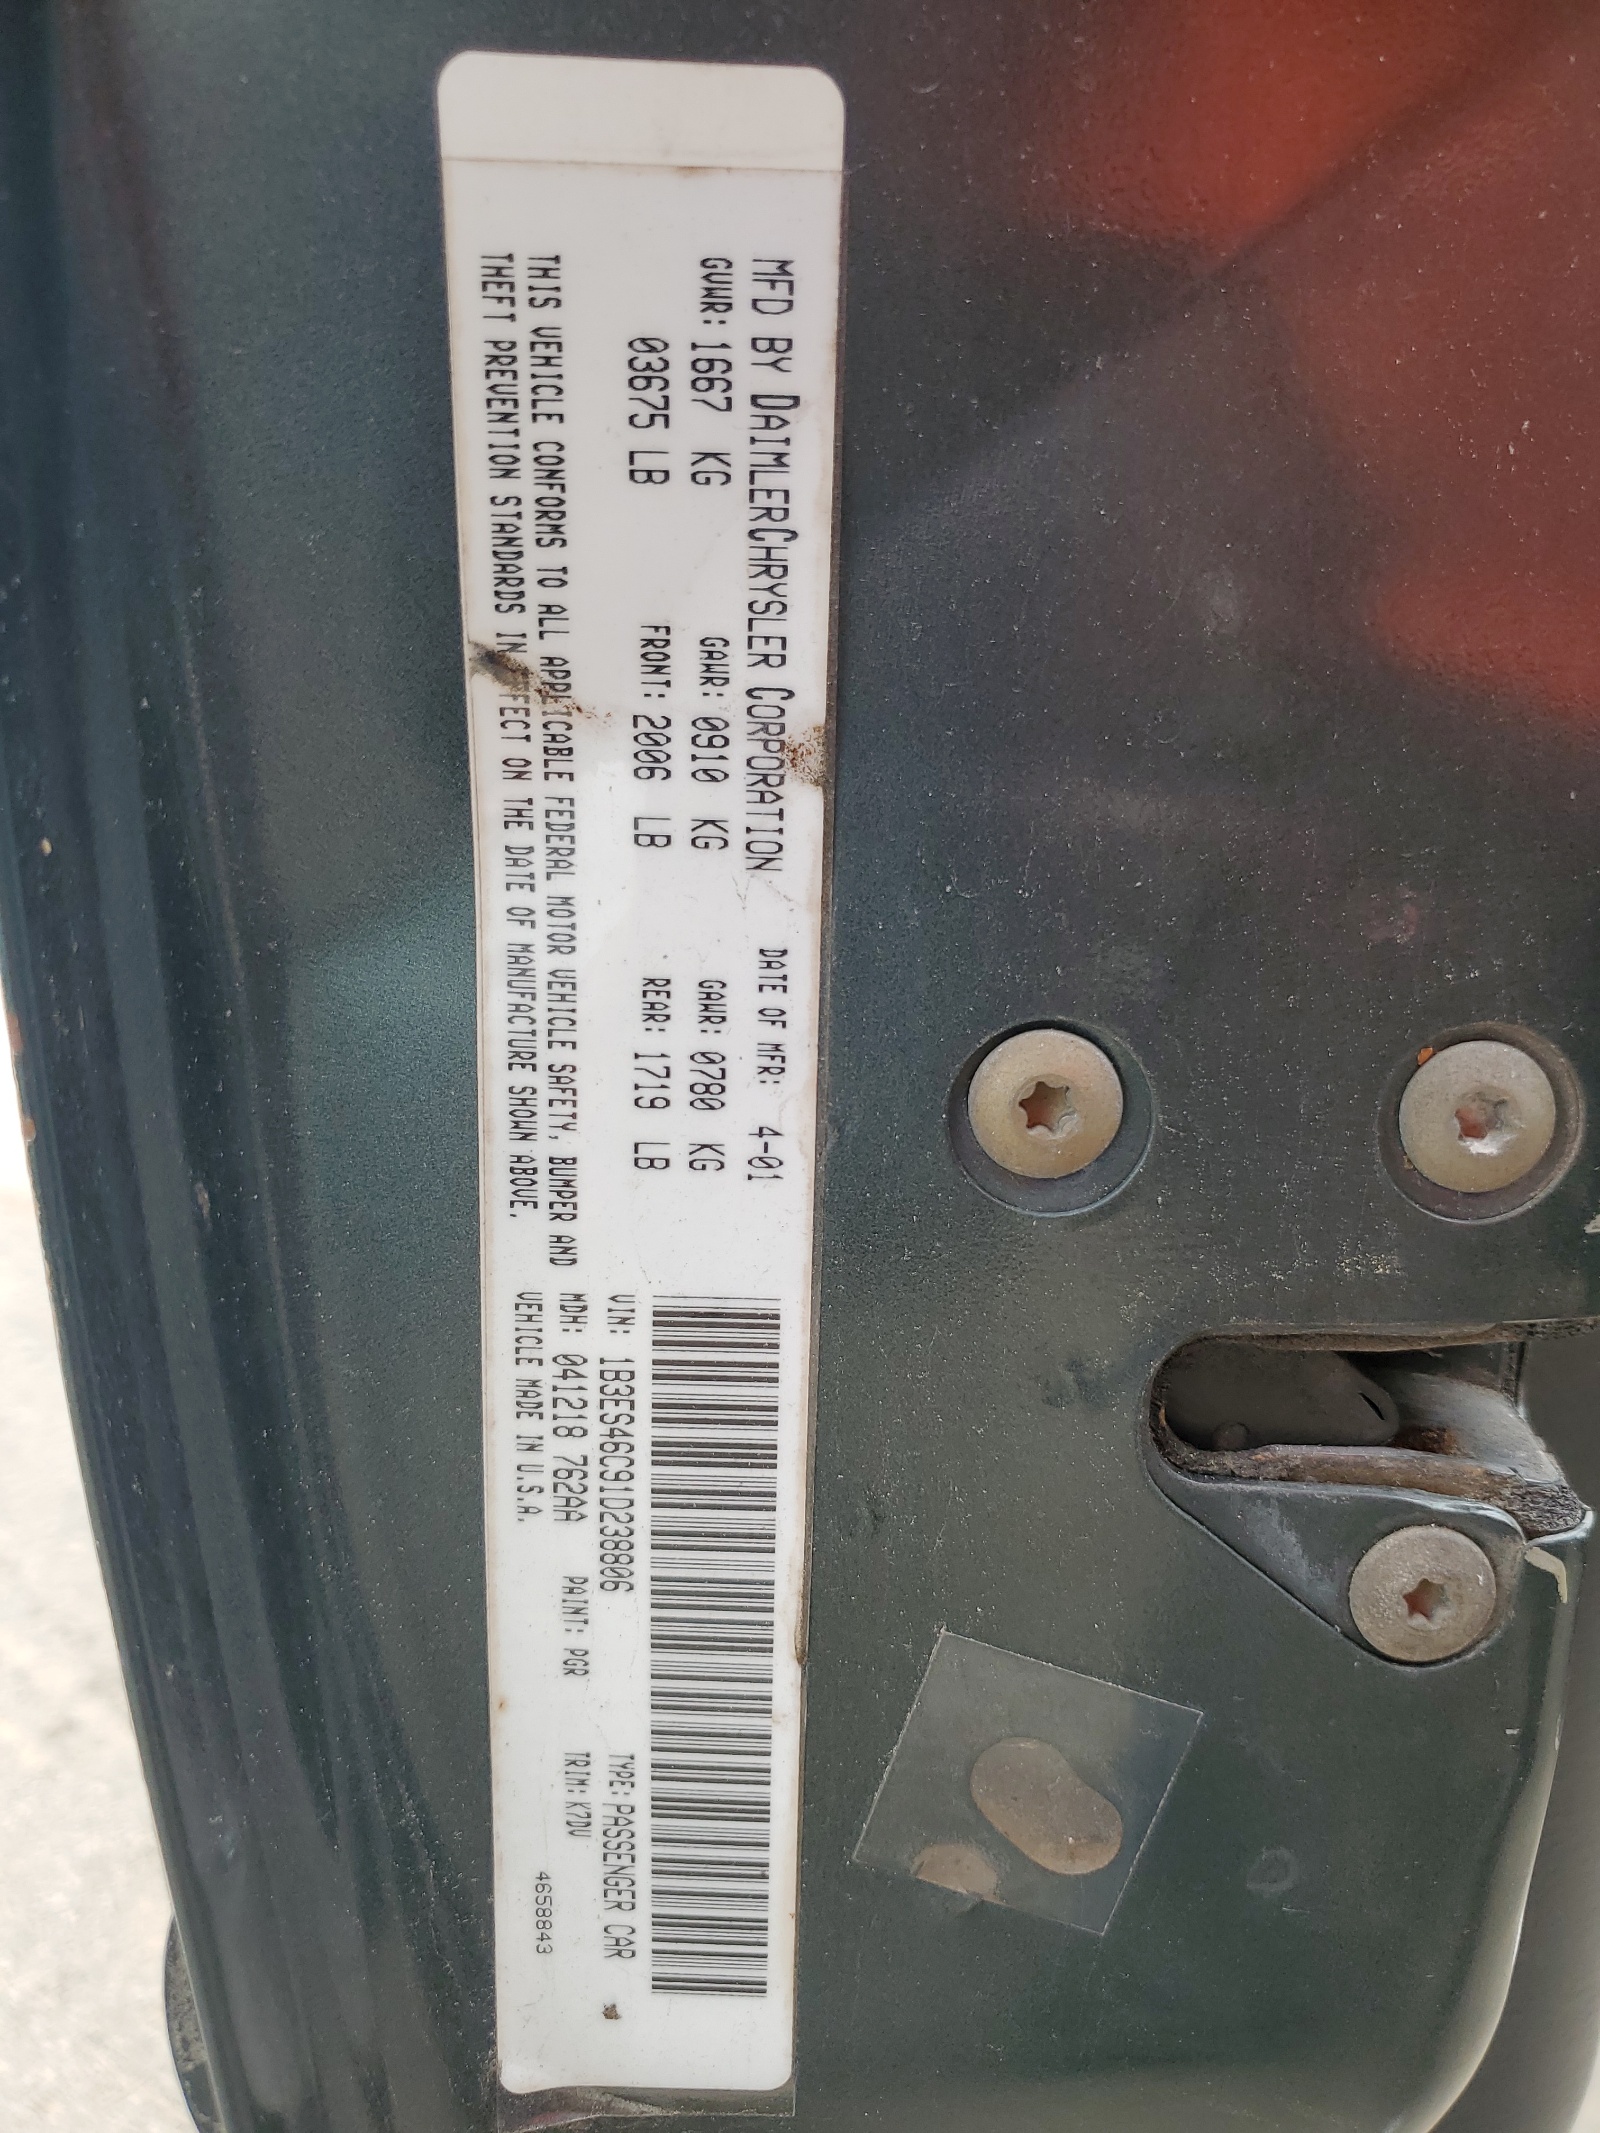 MFD BY DAIMLERCHRYSLER CORPORATION DATE OF MFR: 4-01
GVWR: 1667 KG GAWR: 0910 KG GAWR: 0780 KG
03675 LB FRONT: 2006 LB REAR: 1719 LB
THIS VEHICLE CONFORMS TO ALL APPLICABLE FEDERAL MOTOR VEHICLE SAFETY, BUMPER AND
THEFT PREVENTION STANDARDS IN FECT ON THE DATE OF MANUFACTURE SHOWN ABOVE.
VIN: 1B3ES46C91D238806 TYPE: PASSENGER CAR
MDH: 041218 762AA PAINT: PGR TRIM: K7DV
VEHICLE MADE IN U.S.A. 4658843